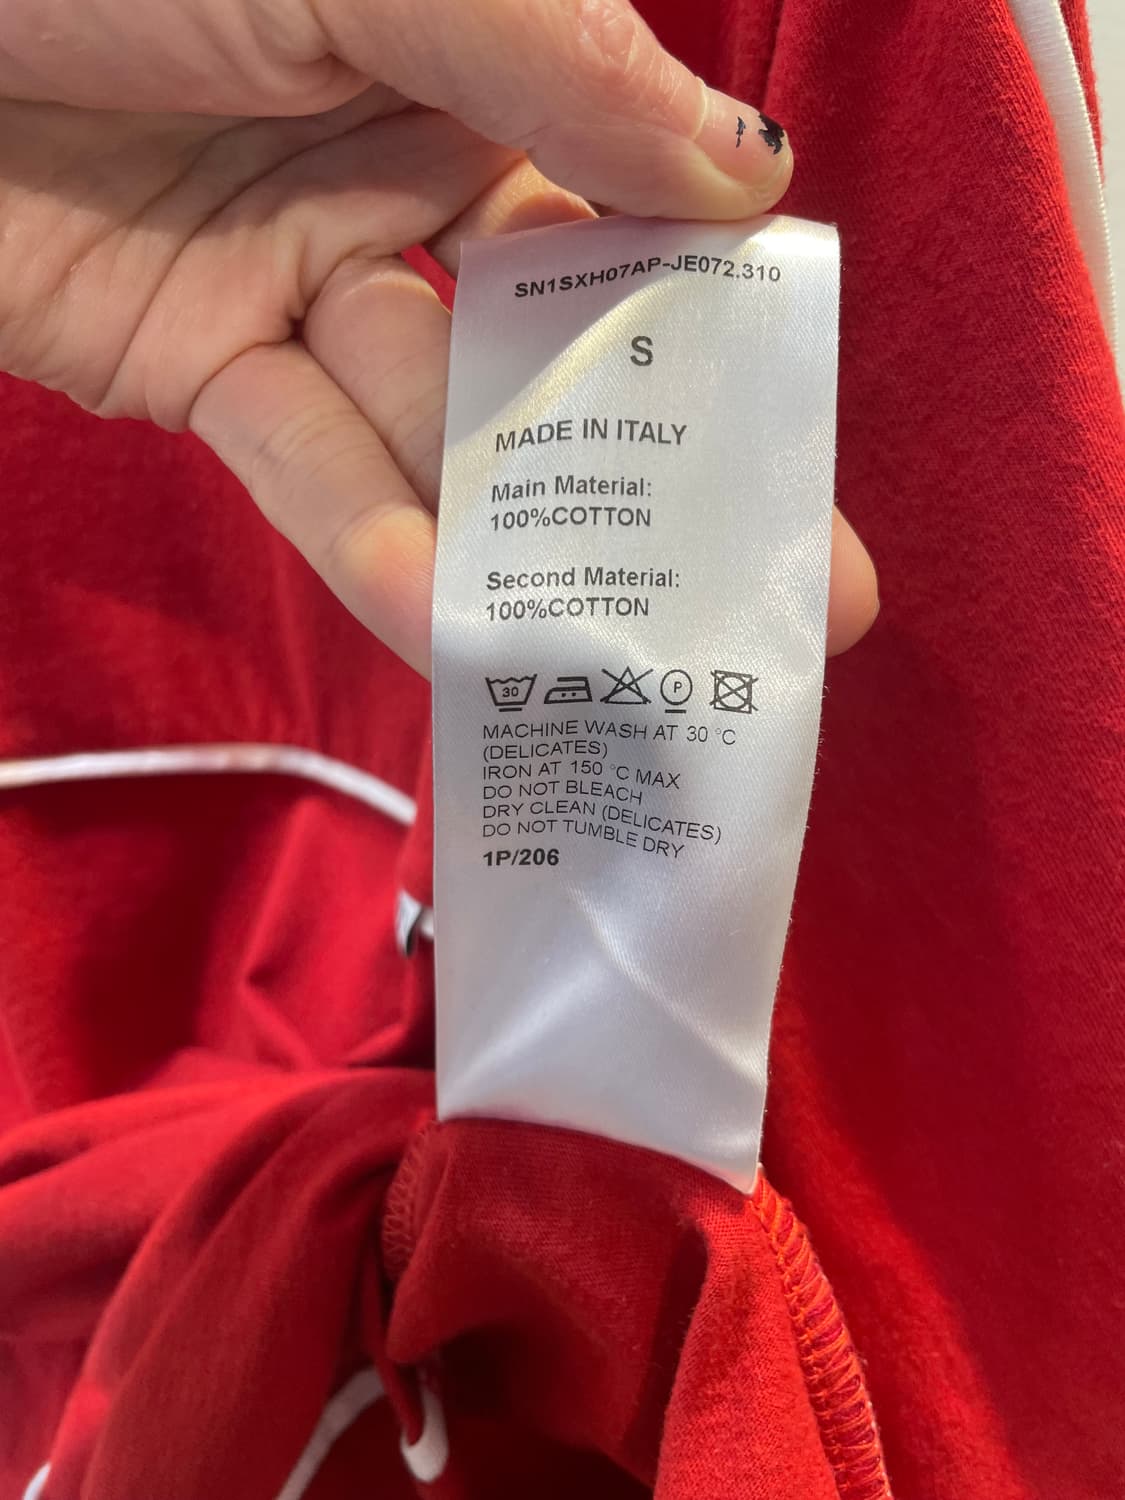 SN1SXH07AP-JE072.310
S
MADE IN ITALY
Main Material:
100%COTTON
Second Material:
100%COTTON
30 P
MACHINE WASH AT 30 °C
(DELICATES)
IRON AT 150 °C MAX
DO NOT BLEACH
DRY CLEAN (DELICATES)
DO NOT TUMBLE DRY
1P/206